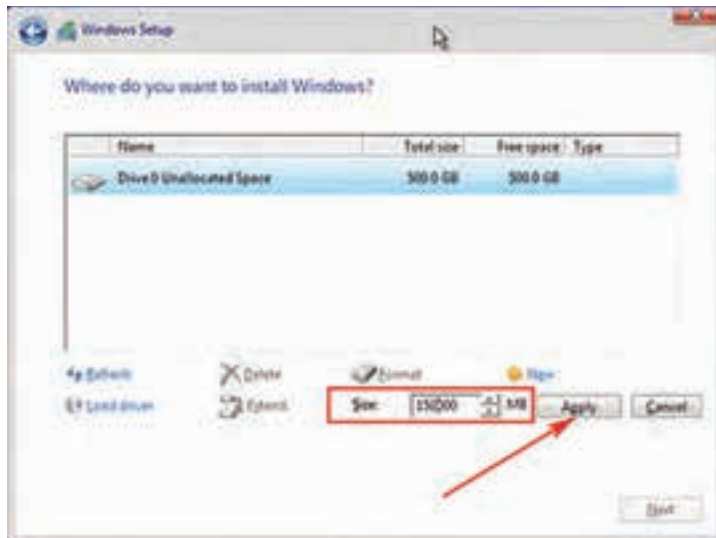 Windows Setup
Where do you want to install Windows?
Name Total size Free space Type
Drive 0 Unallocated Space 500.0 GB 500.0 GB
Refresh Delete Format New
Load driver Extend Size: MB Apply Cancel
Next